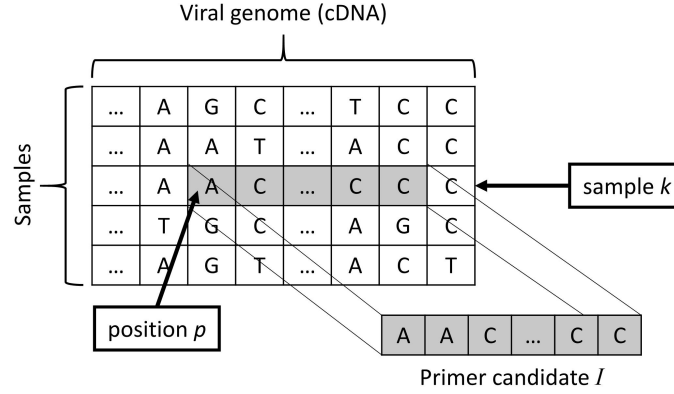 Viral genome (cDNA)
Samples
... A G C ... T C C
... A A T ... A C C
... A A C ... C C C
... T G C ... A G C
... A G T ... A C T
sample k
position p
A A C ... C C
Primer candidate I